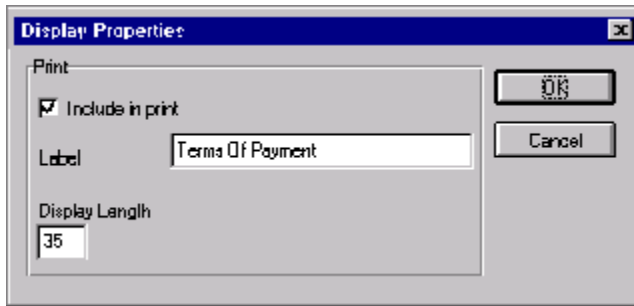 Display Properties
Print
Include in print
OK
Label
Terms Of Payment
Cancel
Display Length
35